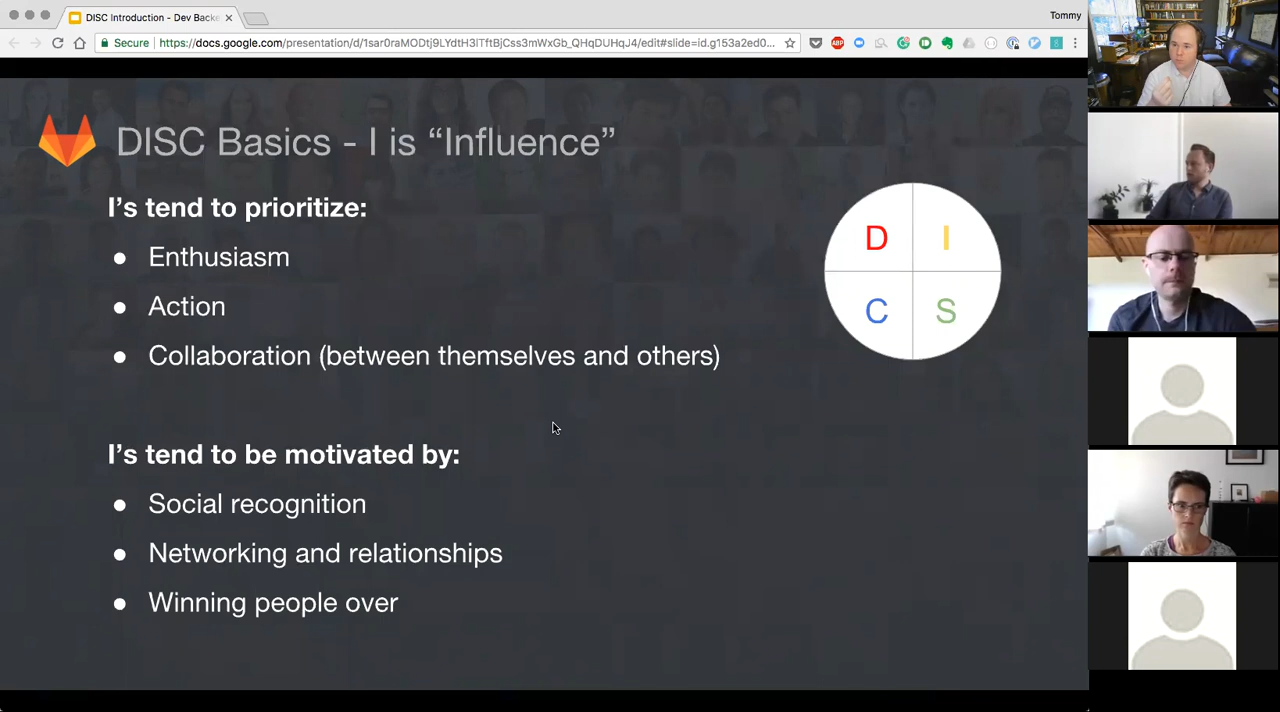 DISC Introduction - Dev Backe
Tommy
Secure
https://docs.google.com/presentation/d/1sar0raMsDtj9LYdtH3iTftBjCss3mWxGb_QHqDUHqJ4/edit#slide=id.g153a2ed0...
ABP
DISC Basics - I is “Influence”
I’s tend to prioritize:
● Enthusiasm
● Action
● Collaboration (between themselves and others)
D I
C S
I’s tend to be motivated by:
● Social recognition
● Networking and relationships
● Winning people over